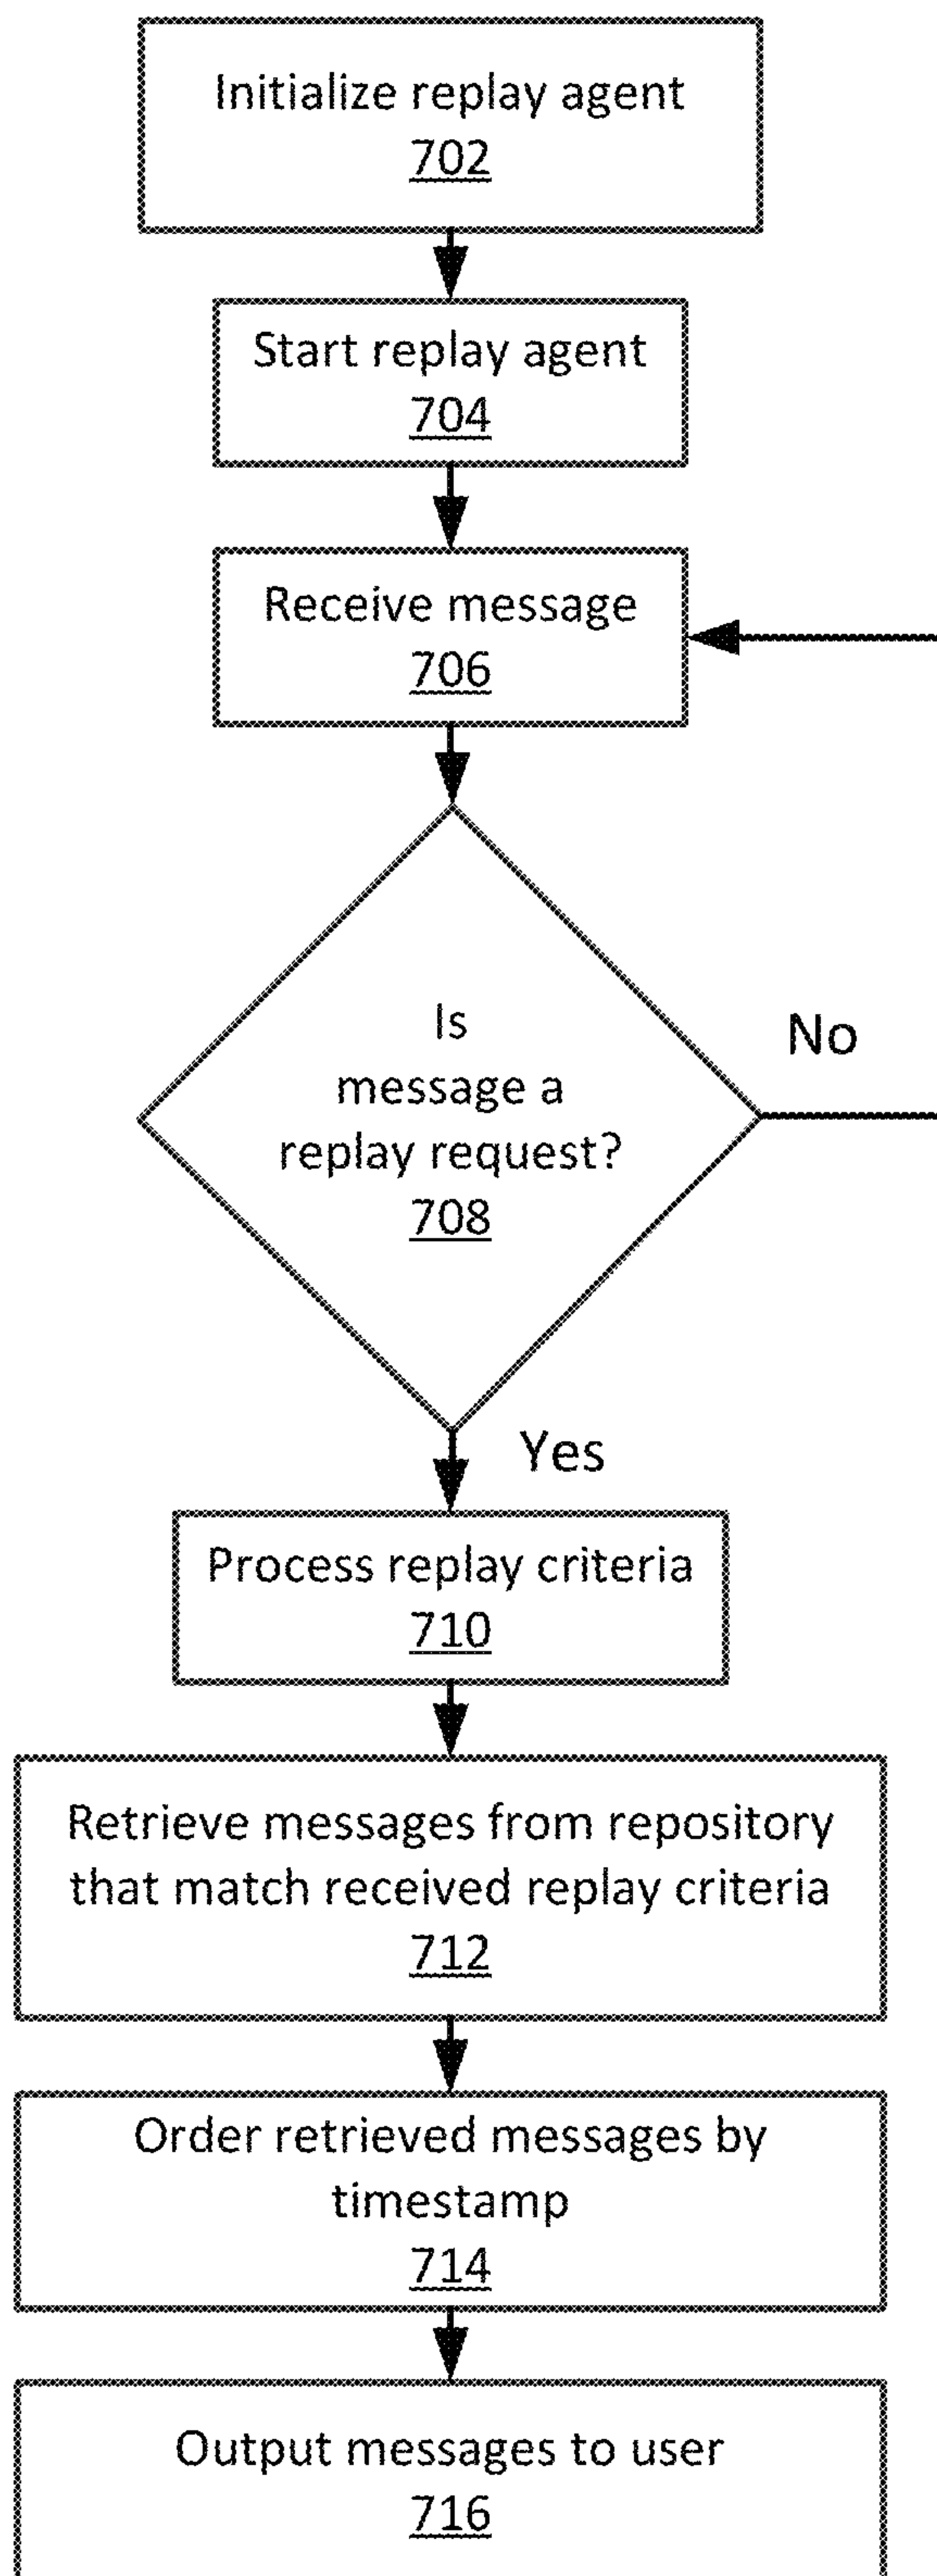 Initialize replay agent
702
Start replay agent
704
Receive message
706
Is
message a
replay request?
708
No
Yes
Process replay criteria
710
Retrieve messages from repository
that match received replay criteria
712
Order retrieved messages by
timestamp
714
Output messages to user
716